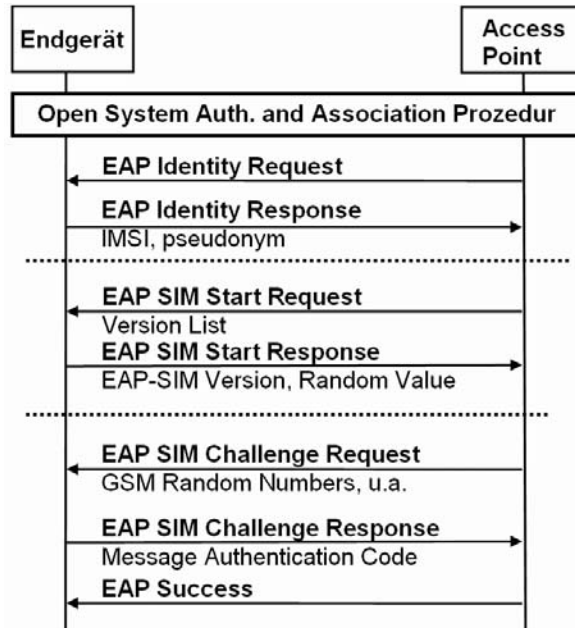 Endgerät
Access
Point
Open System Auth. and Association Prozedur
EAP Identity Request
EAP Identity Response
IMSI, pseudonym
EAP SIM Start Request
Version List
EAP SIM Start Response
EAP-SIM Version, Random Value
EAP SIM Challenge Request
GSM Random Numbers, u.a.
EAP SIM Challenge Response
Message Authentication Code
EAP Success